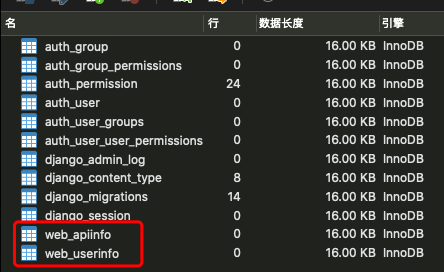 名 行 数据长度 引擎
auth_group 0 16.00 KB InnoDB
auth_group_permissions 0 16.00 KB InnoDB
auth_permission 24 16.00 KB InnoDB
auth_user 0 16.00 KB InnoDB
auth_user_groups 0 16.00 KB InnoDB
auth_user_user_permissions 0 16.00 KB InnoDB
django_admin_log 0 16.00 KB InnoDB
django_content_type 8 16.00 KB InnoDB
django_migrations 14 16.00 KB InnoDB
django_session 0 16.00 KB InnoDB
web_apiinfo 0 16.00 KB InnoDB
web_userinfo 0 16.00 KB InnoDB